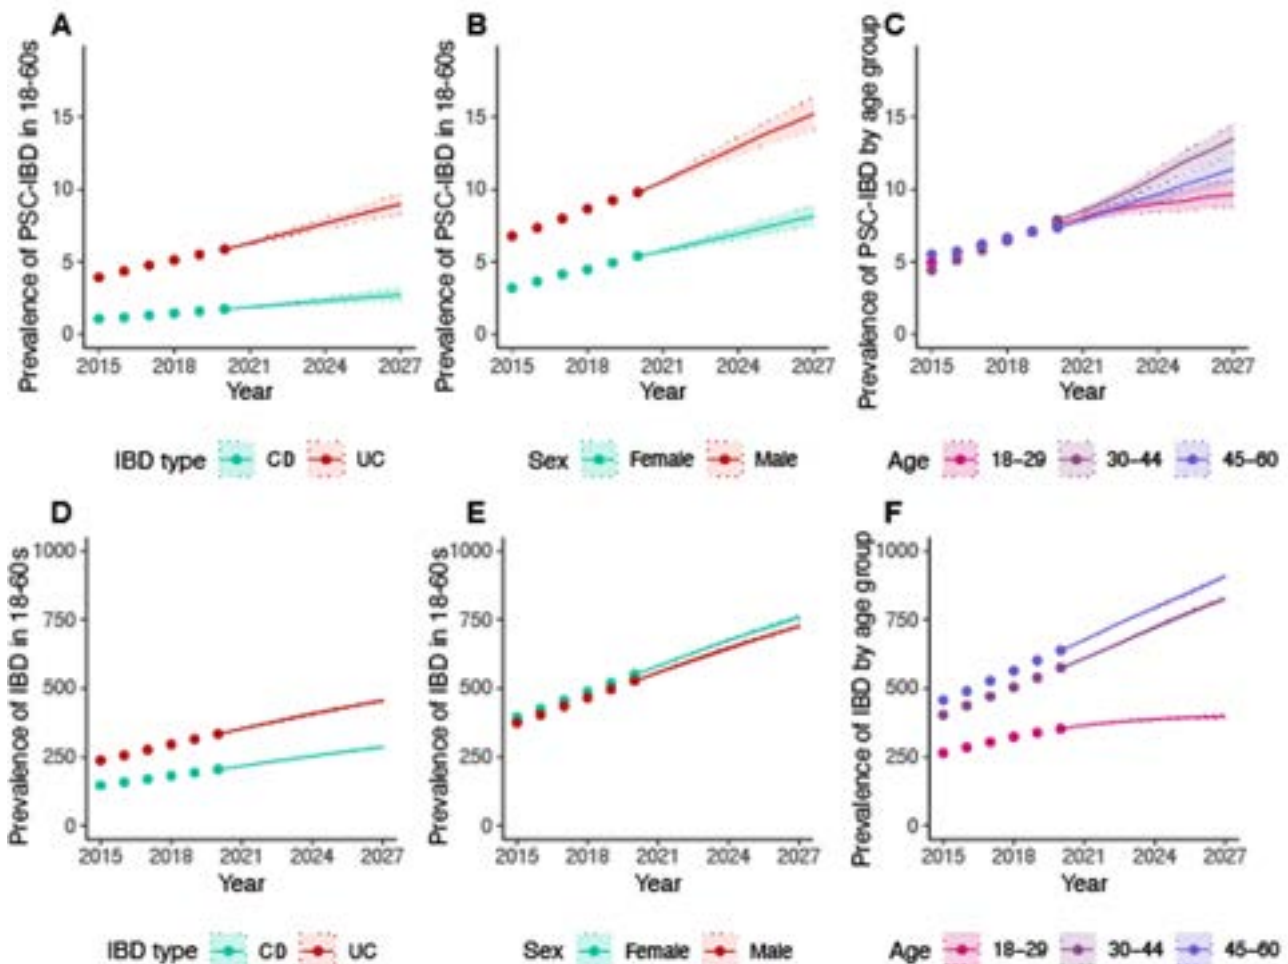 A
Prevalence of PSC-IBD in 18-60s
15
10
5
0
2015 2018 2021 2024 2027
Year
IBD type CD UC
B
Prevalence of PSC-IBD in 18-60s
15
10
5
0
2015 2018 2021 2024 2027
Year
Sex Female Male
C
Prevalence of PSC-IBD by age group
15
10
5
0
2015 2018 2021 2024 2027
Year
Age 18-29 30-44 45-60
D
Prevalence of IBD in 18-60s
1000
750
500
250
0
2015 2018 2021 2024 2027
Year
IBD type CD UC
E
Prevalence of IBD in 18-60s
1000
750
500
250
0
2015 2018 2021 2024 2027
Year
Sex Female Male
F
Prevalence of IBD by age group
1000
750
500
250
0
2015 2018 2021 2024 2027
Year
Age 18-29 30-44 45-60